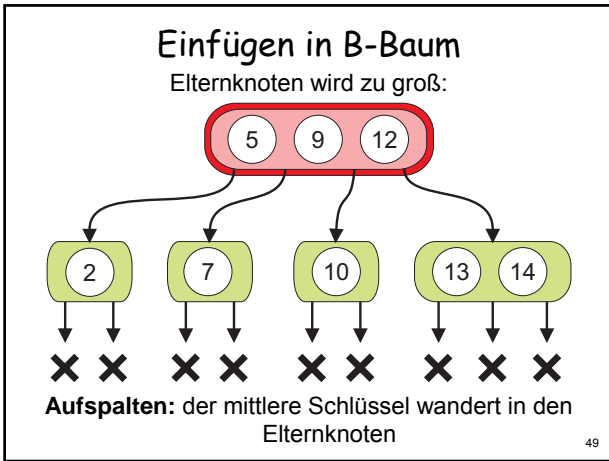 Einfügen in B-Baum
Elternknoten wird zu groß:
5 9 12
2 7 10 13 14
Aufspalten: der mittlere Schlüssel wandert in den
Elternknoten
49